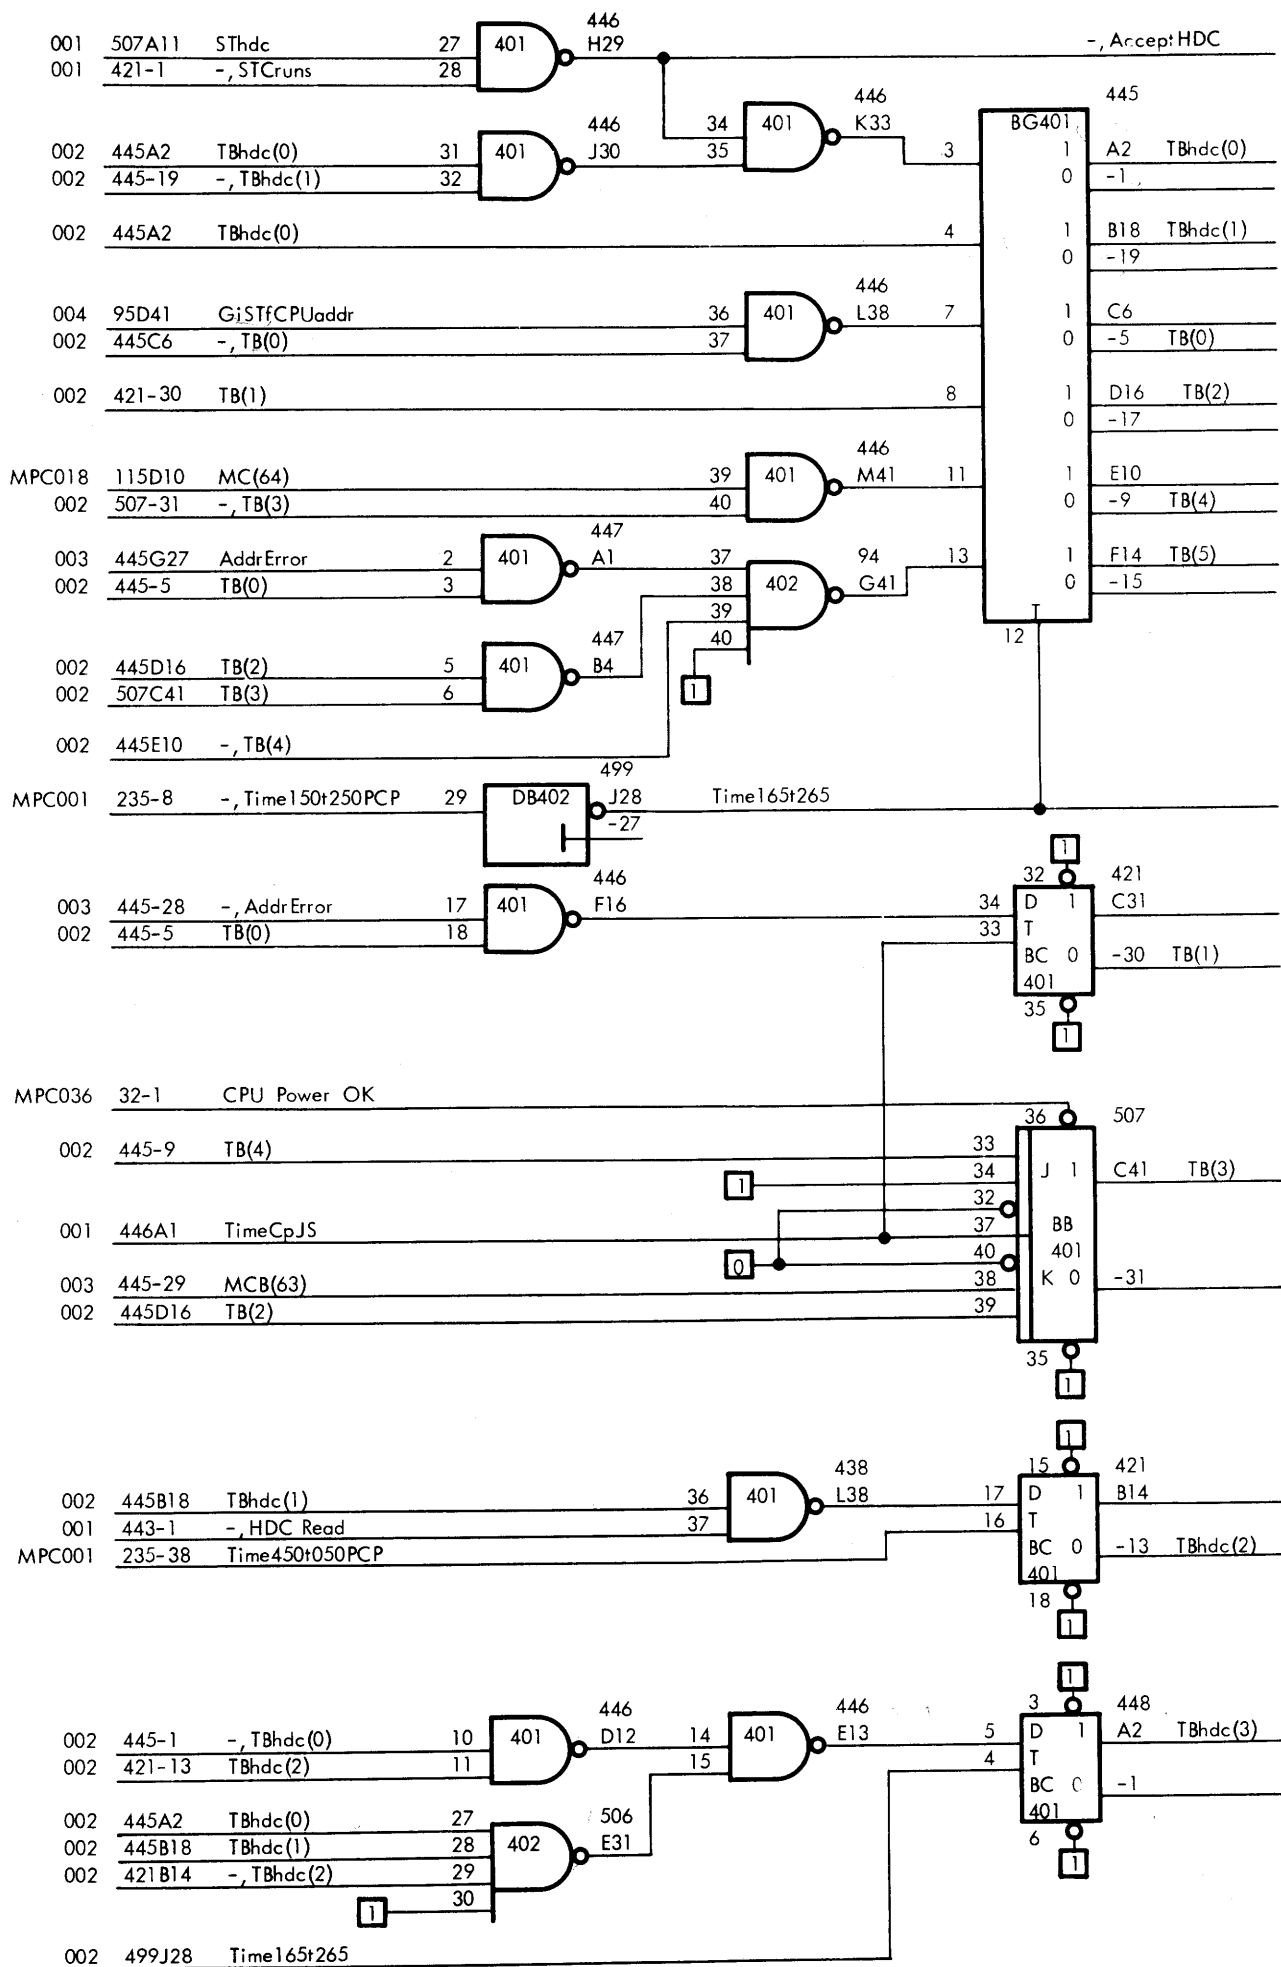 446
001 507A11 SThdc 27 401 H29 -,AcceptHDC
001 421-1 -,STCruns 28
446 445
34 401 K33 BG401
446
002 445A2 TBhdc(0) 31 401 J30 35 3 1 A2 TBhdc(0)
002 445-19 -,TBhdc(1) 32 0 -1
002 445A2 TBhdc(0) 4 1 B18 TBhdc(1)
0 -19
446
004 95D41 GiSTfCPUaddr 36 401 L38 7 1 C6
002 445C6 -,TB(0) 37 0 -5 TB(0)
002 421-30 TB(1) 8 1 D16 TB(2)
0 -17
446
MPC018 115D10 MC(64) 39 401 M41 11 1 E10
002 507-31 -,TB(3) 40 0 -9 TB(4)
447 94
003 445G27 AddrError 2 401 A1 37 402 G41 13 1 F14 TB(5)
002 445-5 TB(0) 3 38 0 -15
39 T
447 40 12
002 445D16 TB(2) 5 401 B4
002 507C41 TB(3) 6 1
002 445E10 -,TB(4)
499
MPC001 235-8 -,Time150t250PCP 29 DB402 J28 Time165t265
-27
1
446 32 421
003 445-28 -,AddrError 17 401 F16 34 D 1 C31
002 445-5 TB(0) 18 33 T
BC 0 -30 TB(1)
401
35
1
MPC036 32-1 CPU Power OK
36 507
002 445-9 TB(4) 33
1 34 J 1 C41 TB(3)
32
001 446A1 TimeCpJS 37 BB
0 40 401
003 445-29 MCB(63) 38 K 0 -31
002 445D16 TB(2) 39
35
1
1
438 15 421
002 445B18 TBhdc(1) 36 401 L38 17 D 1 B14
001 443-1 -,HDC Read 37 16 T
MPC001 235-38 Time450t050PCP BC 0 -13 TBhdc(2)
401
18
1
1
446 446 3 448
002 445-1 -,TBhdc(0) 10 401 D12 14 401 E13 5 D 1 A2 TBhdc(3)
002 421-13 TBhdc(2) 11 15 4 T
BC 0 -1
506 401
002 445A2 TBhdc(0) 27 402 E31 6
002 445B18 TBhdc(1) 28
002 421B14 -,TBhdc(2) 29 1
1 30
002 499J28 Time165t265